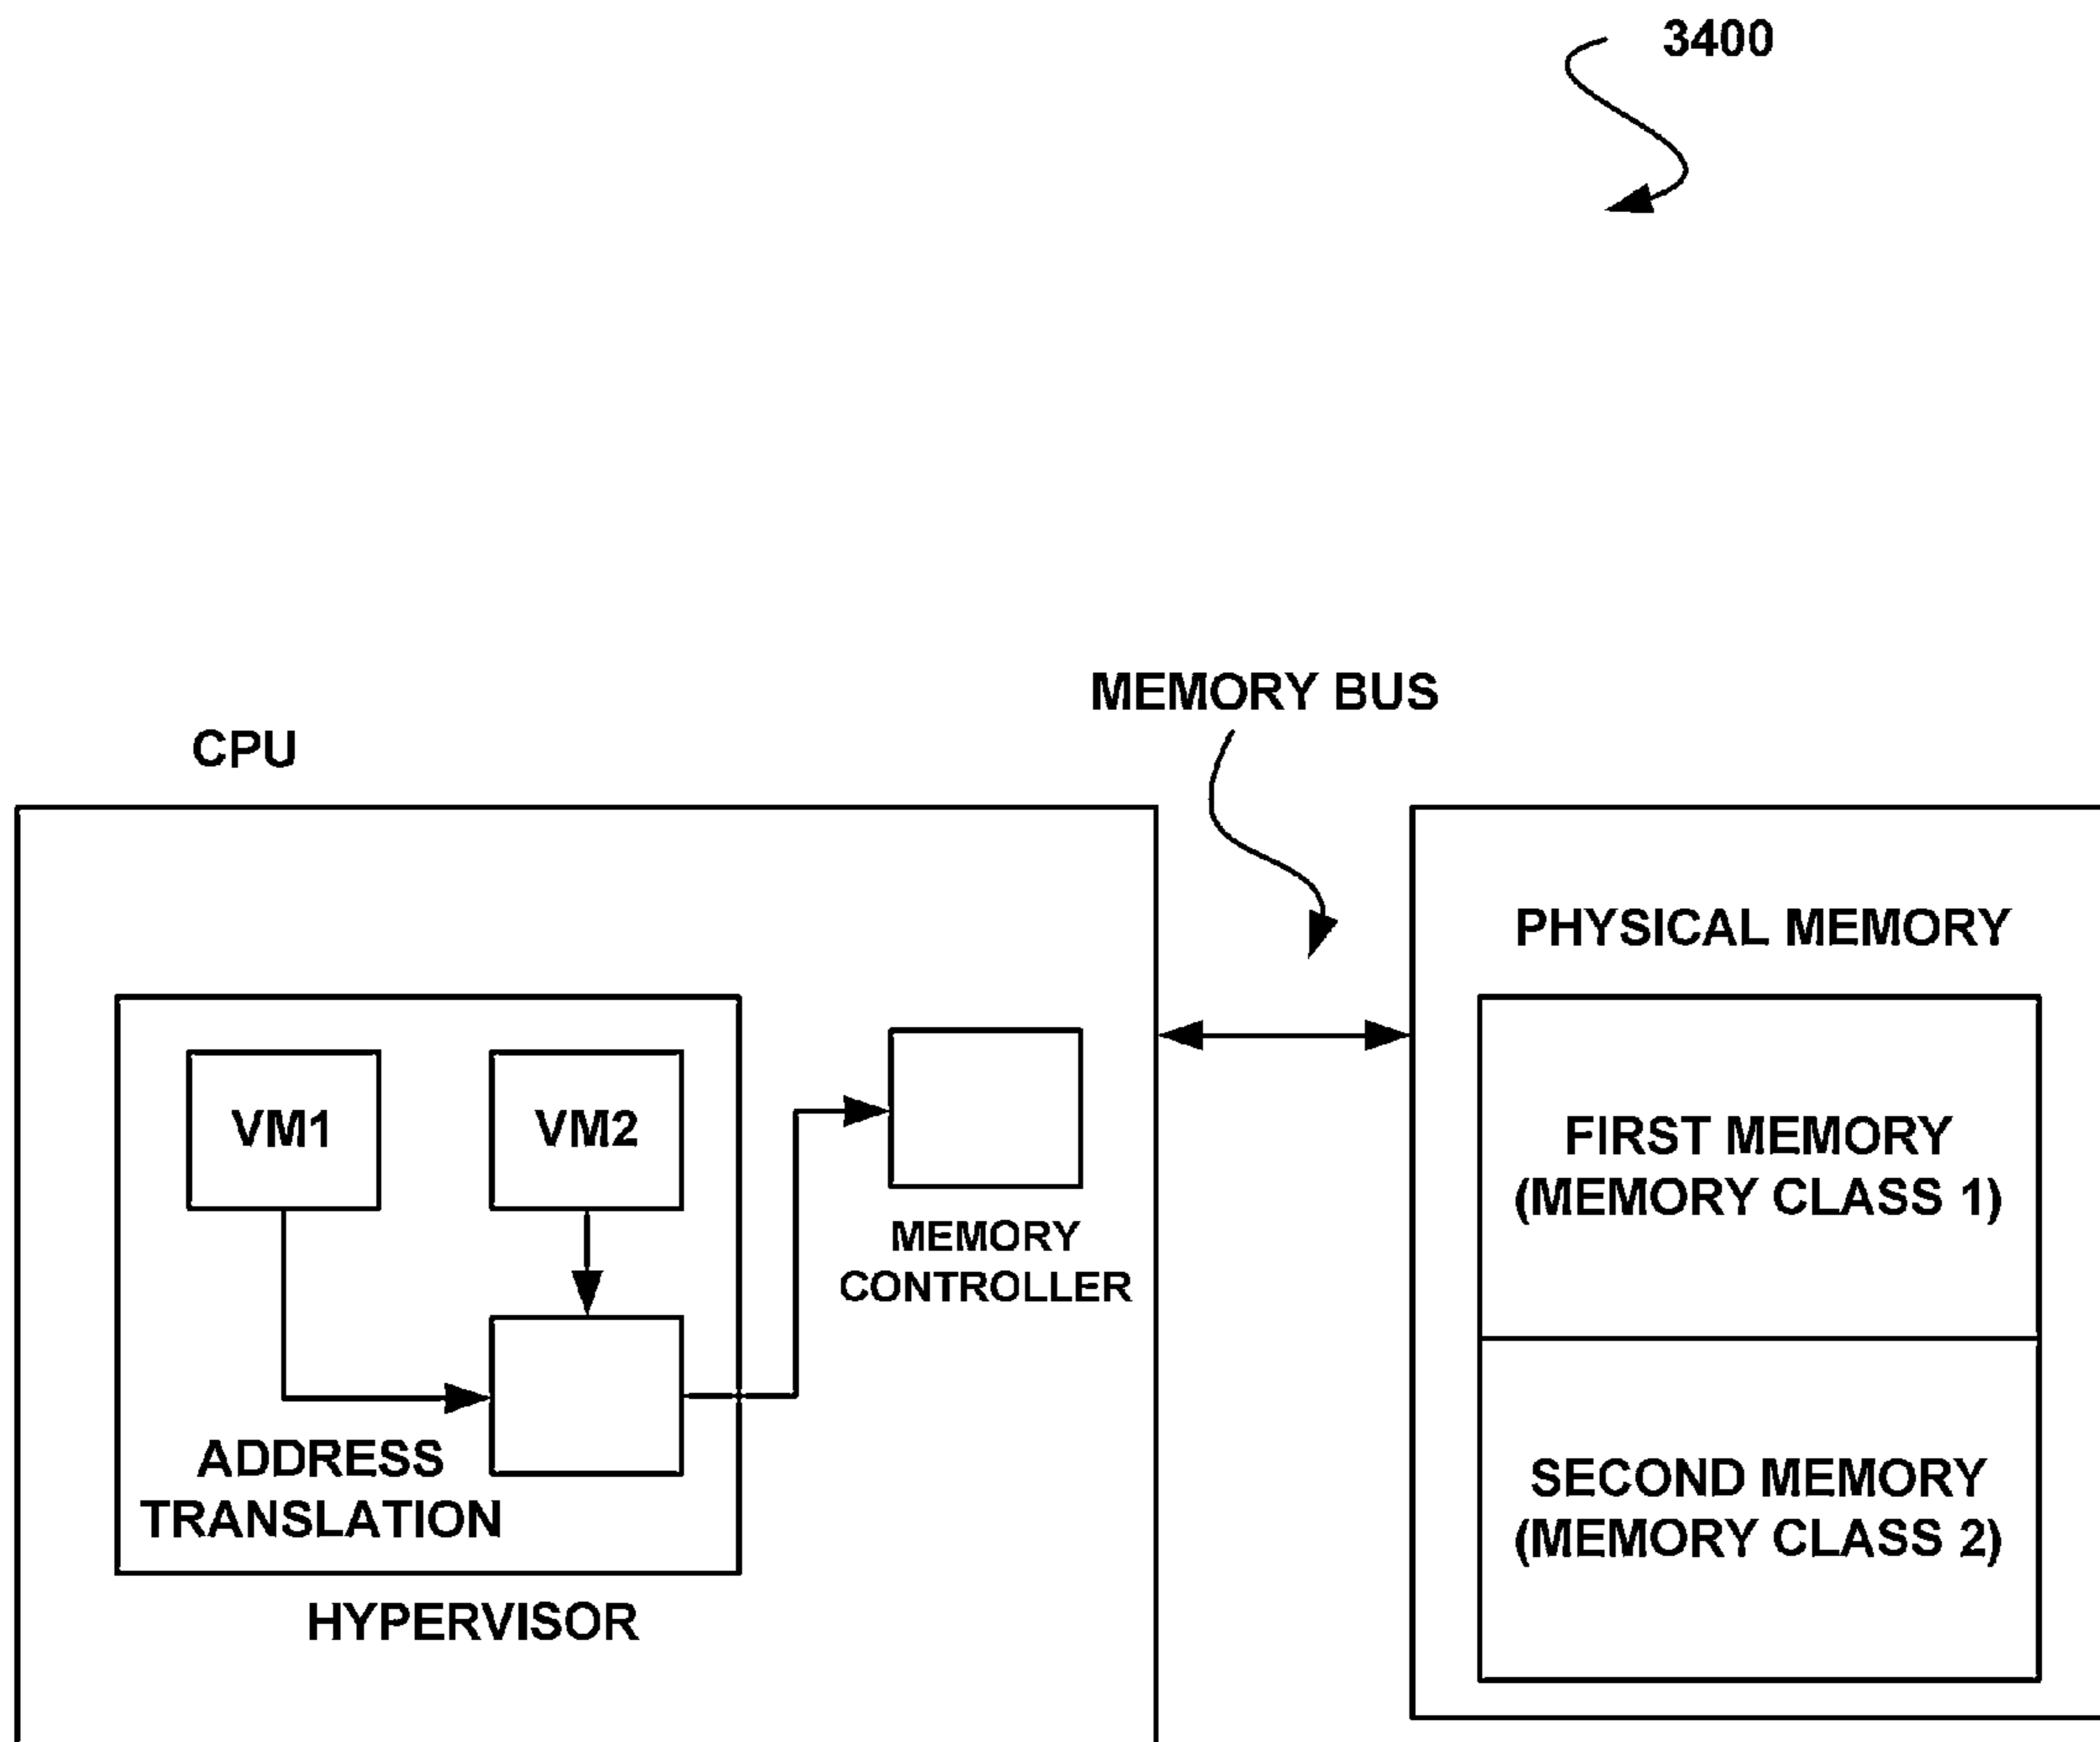 3400
MEMORY BUS
CPU
PHYSICAL MEMORY
VM1
VM2
FIRST MEMORY
(MEMORY CLASS 1)
MEMORY
CONTROLLER
ADDRESS
TRANSLATION
SECOND MEMORY
(MEMORY CLASS 2)
HYPERVISOR